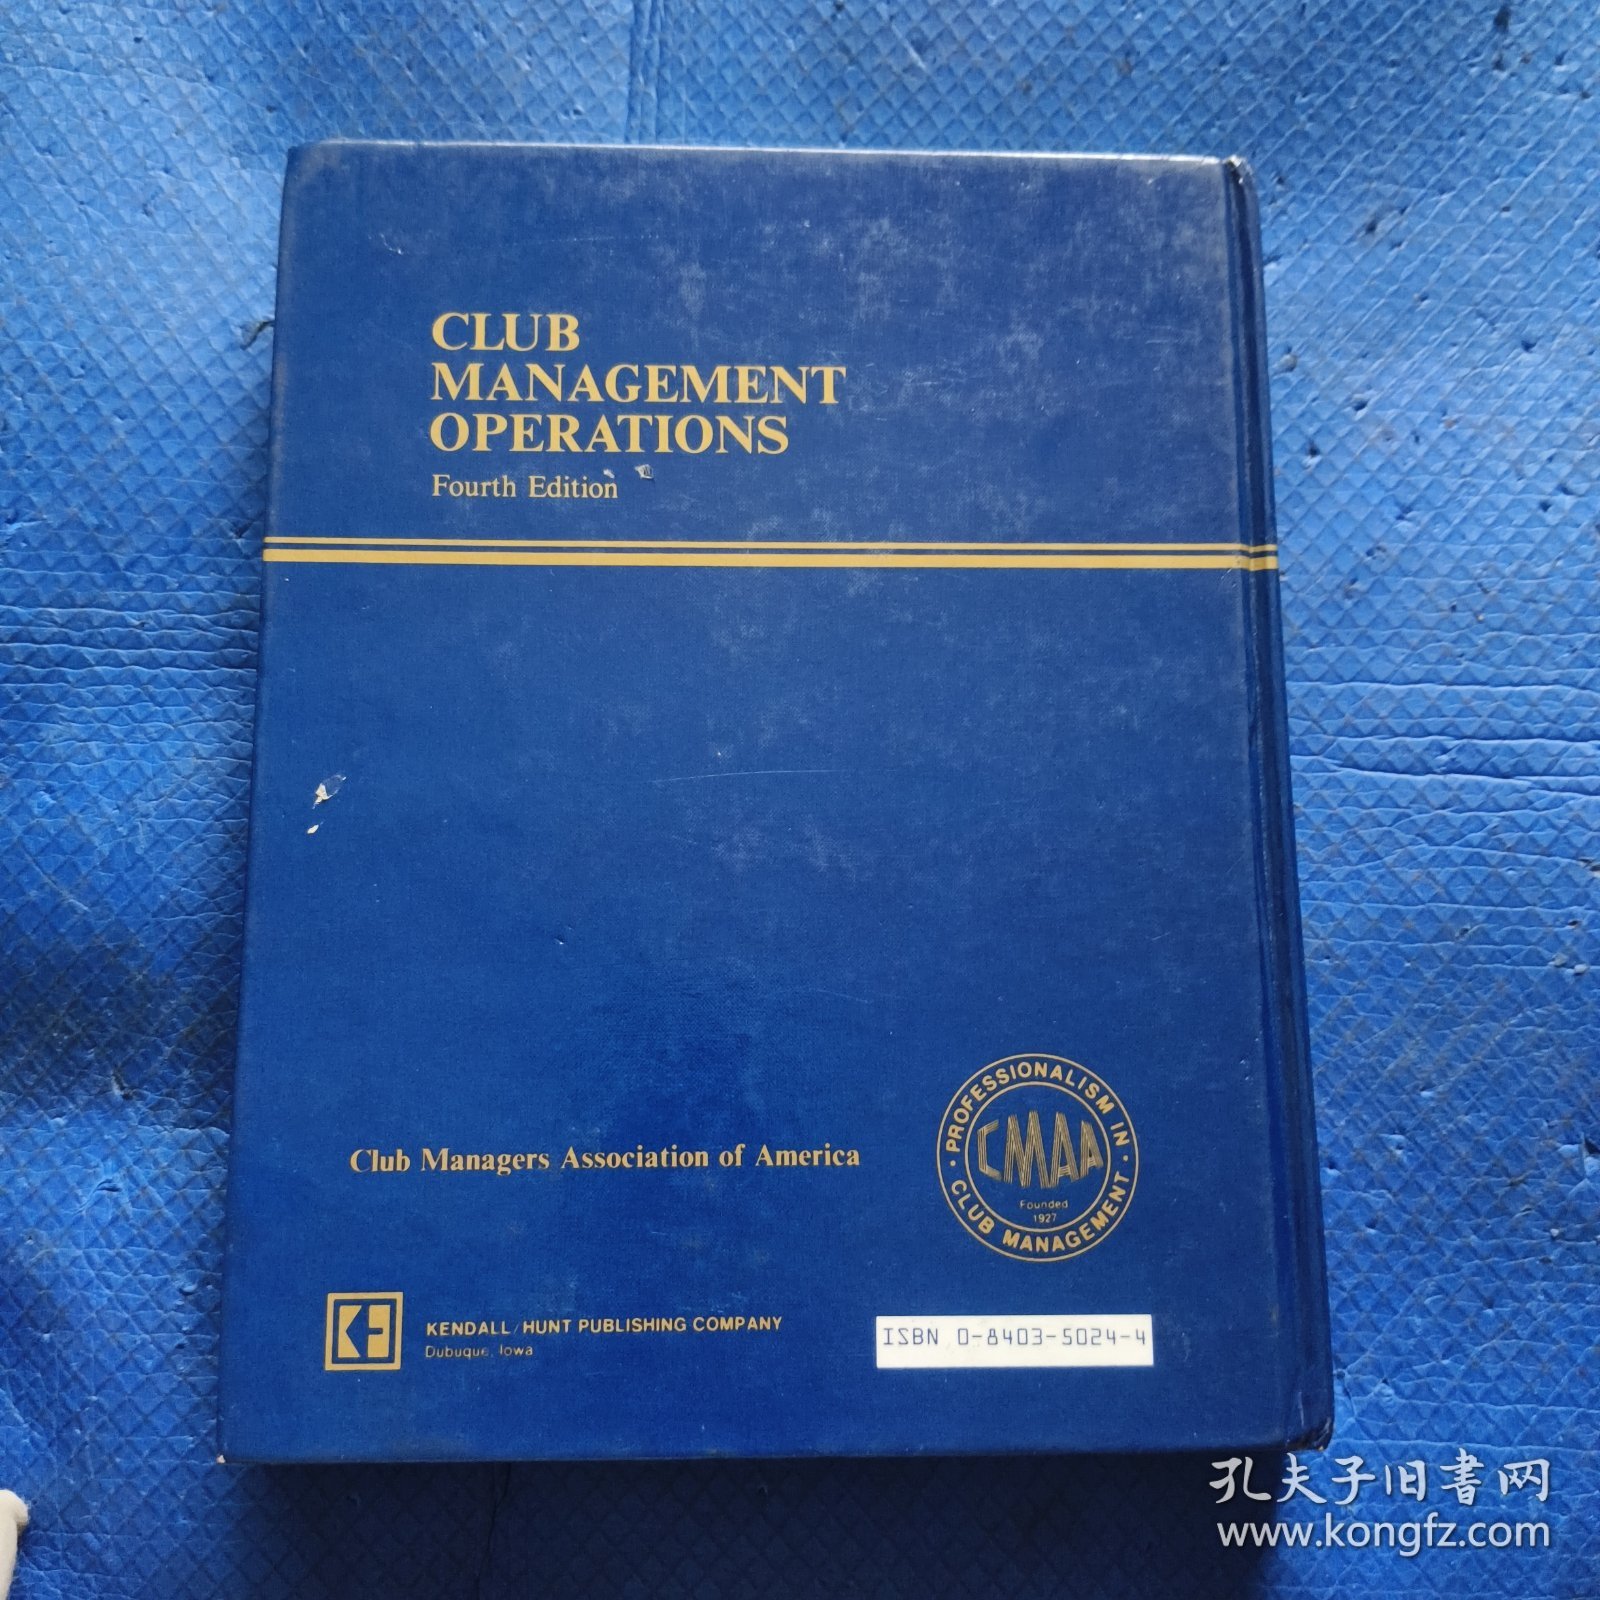 CLUB
MANAGEMENT
OPERATIONS
Fourth Edition
Club Managers Association of America
PROFESSIONALISM IN
· CLUB MANAGEMENT ·
CMAA
Founded
1927
KENDALL/HUNT PUBLISHING COMPANY
Dubuque, Iowa
ISBN 0-8403-5024-4
孔夫子旧书网
www.kongfz.com